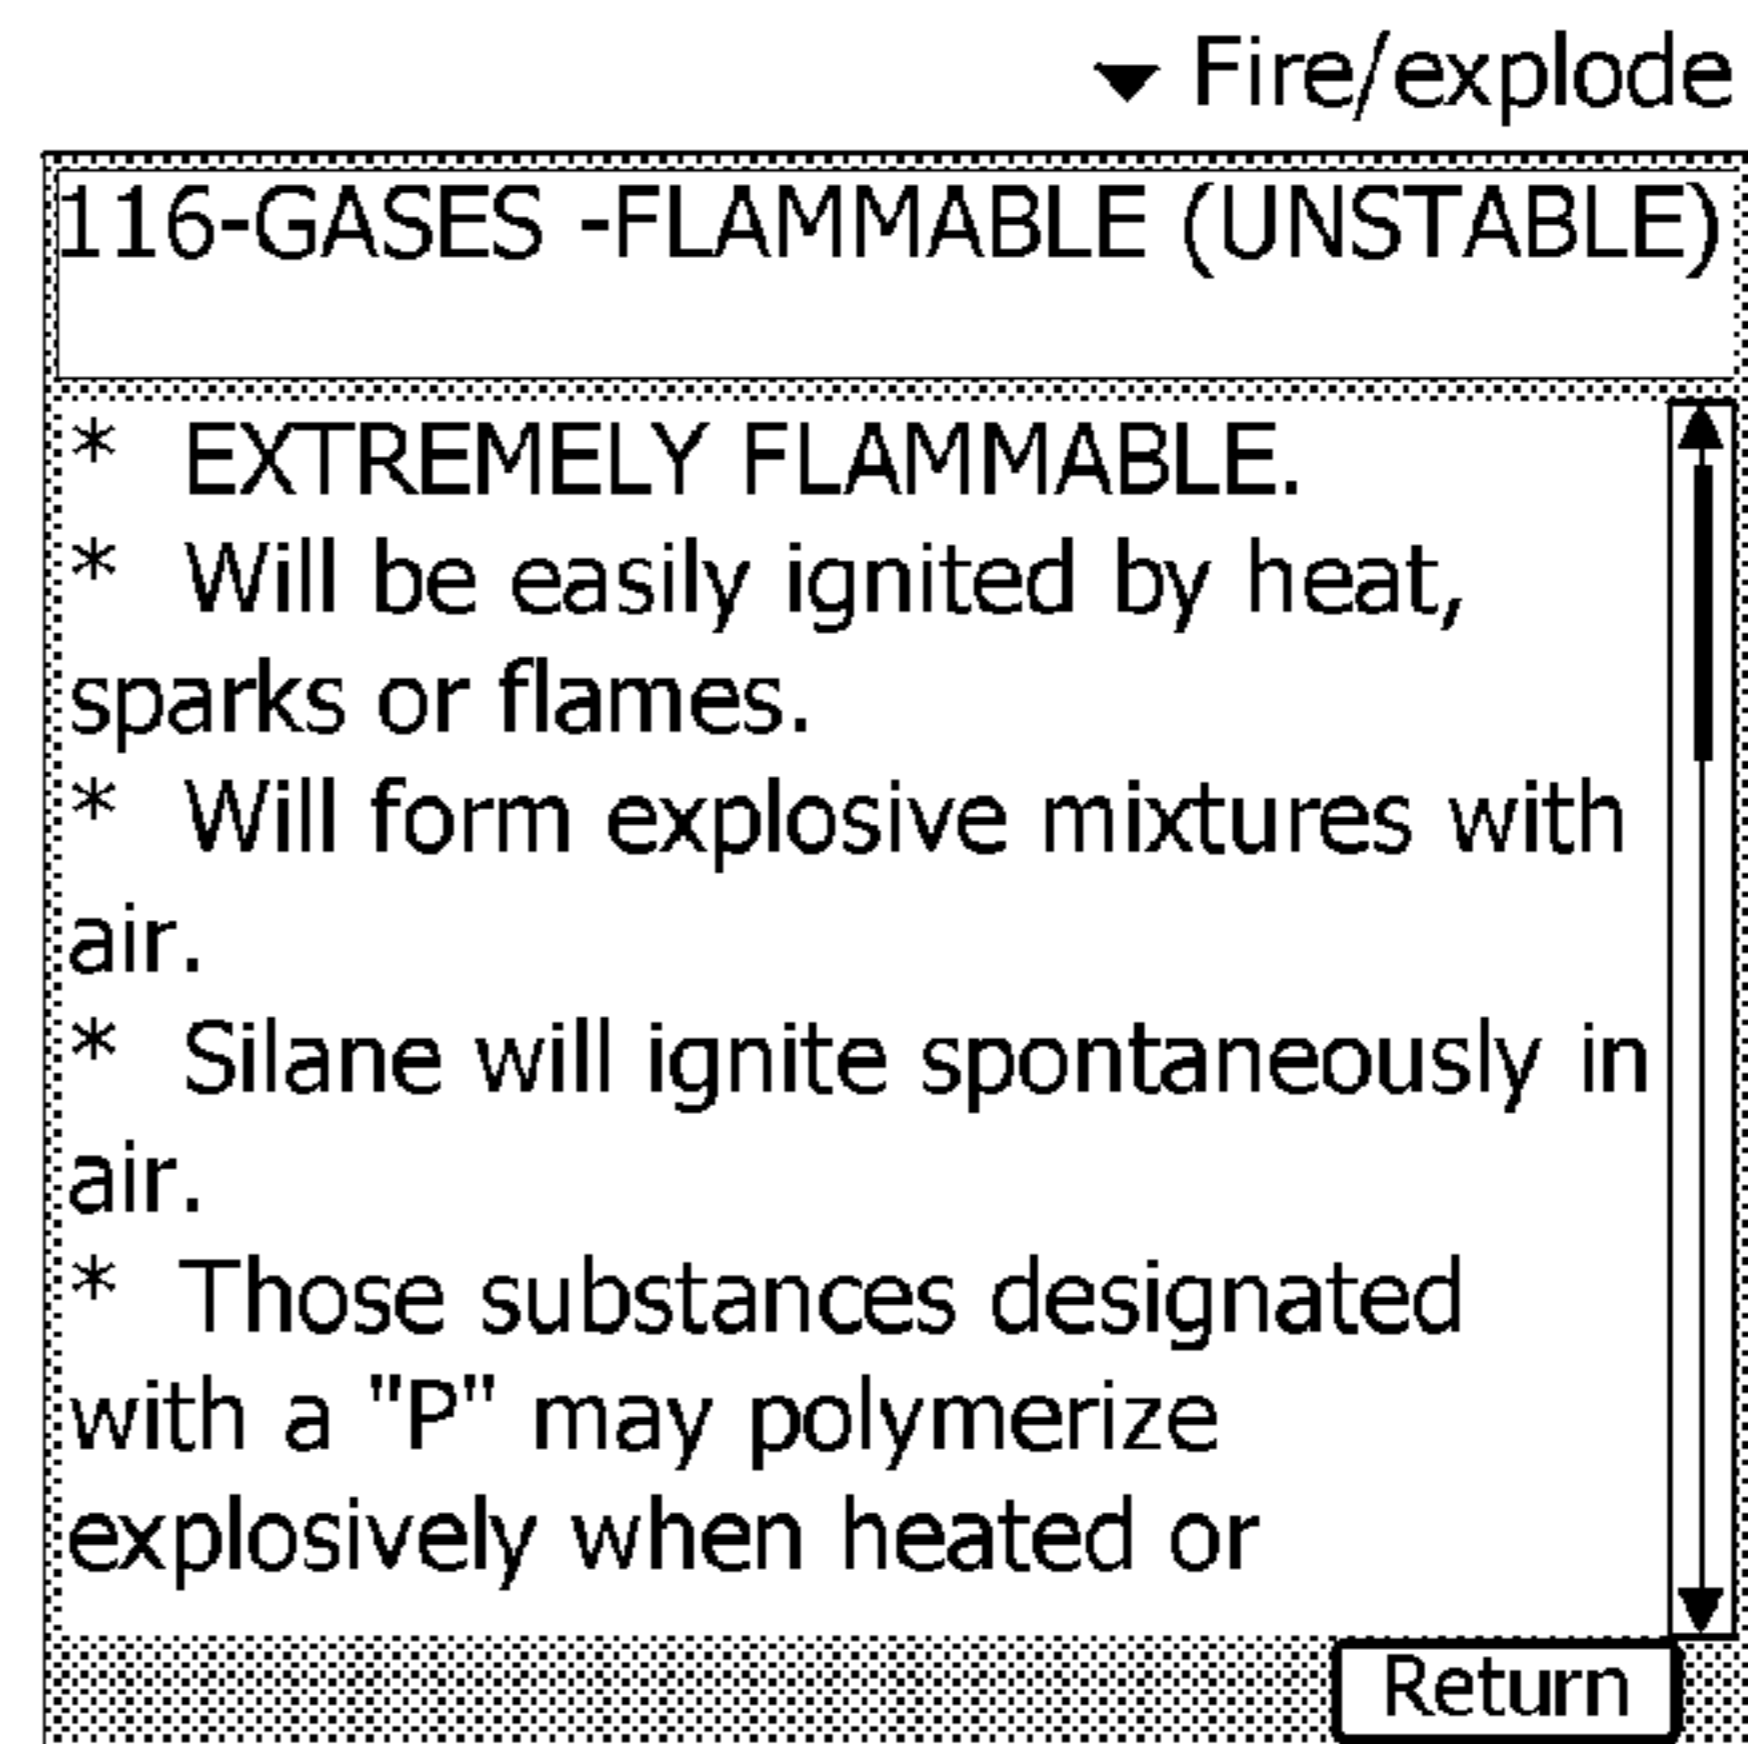 Fire/explode
116-GASES -FLAMMABLE (UNSTABLE)
* EXTREMELY FLAMMABLE.
* Will be easily ignited by heat,
sparks or flames.
* Will form explosive mixtures with
air.
* Silane will ignite spontaneously in
air.
* Those substances designated
with a "P" may polymerize
explosively when heated or
Return